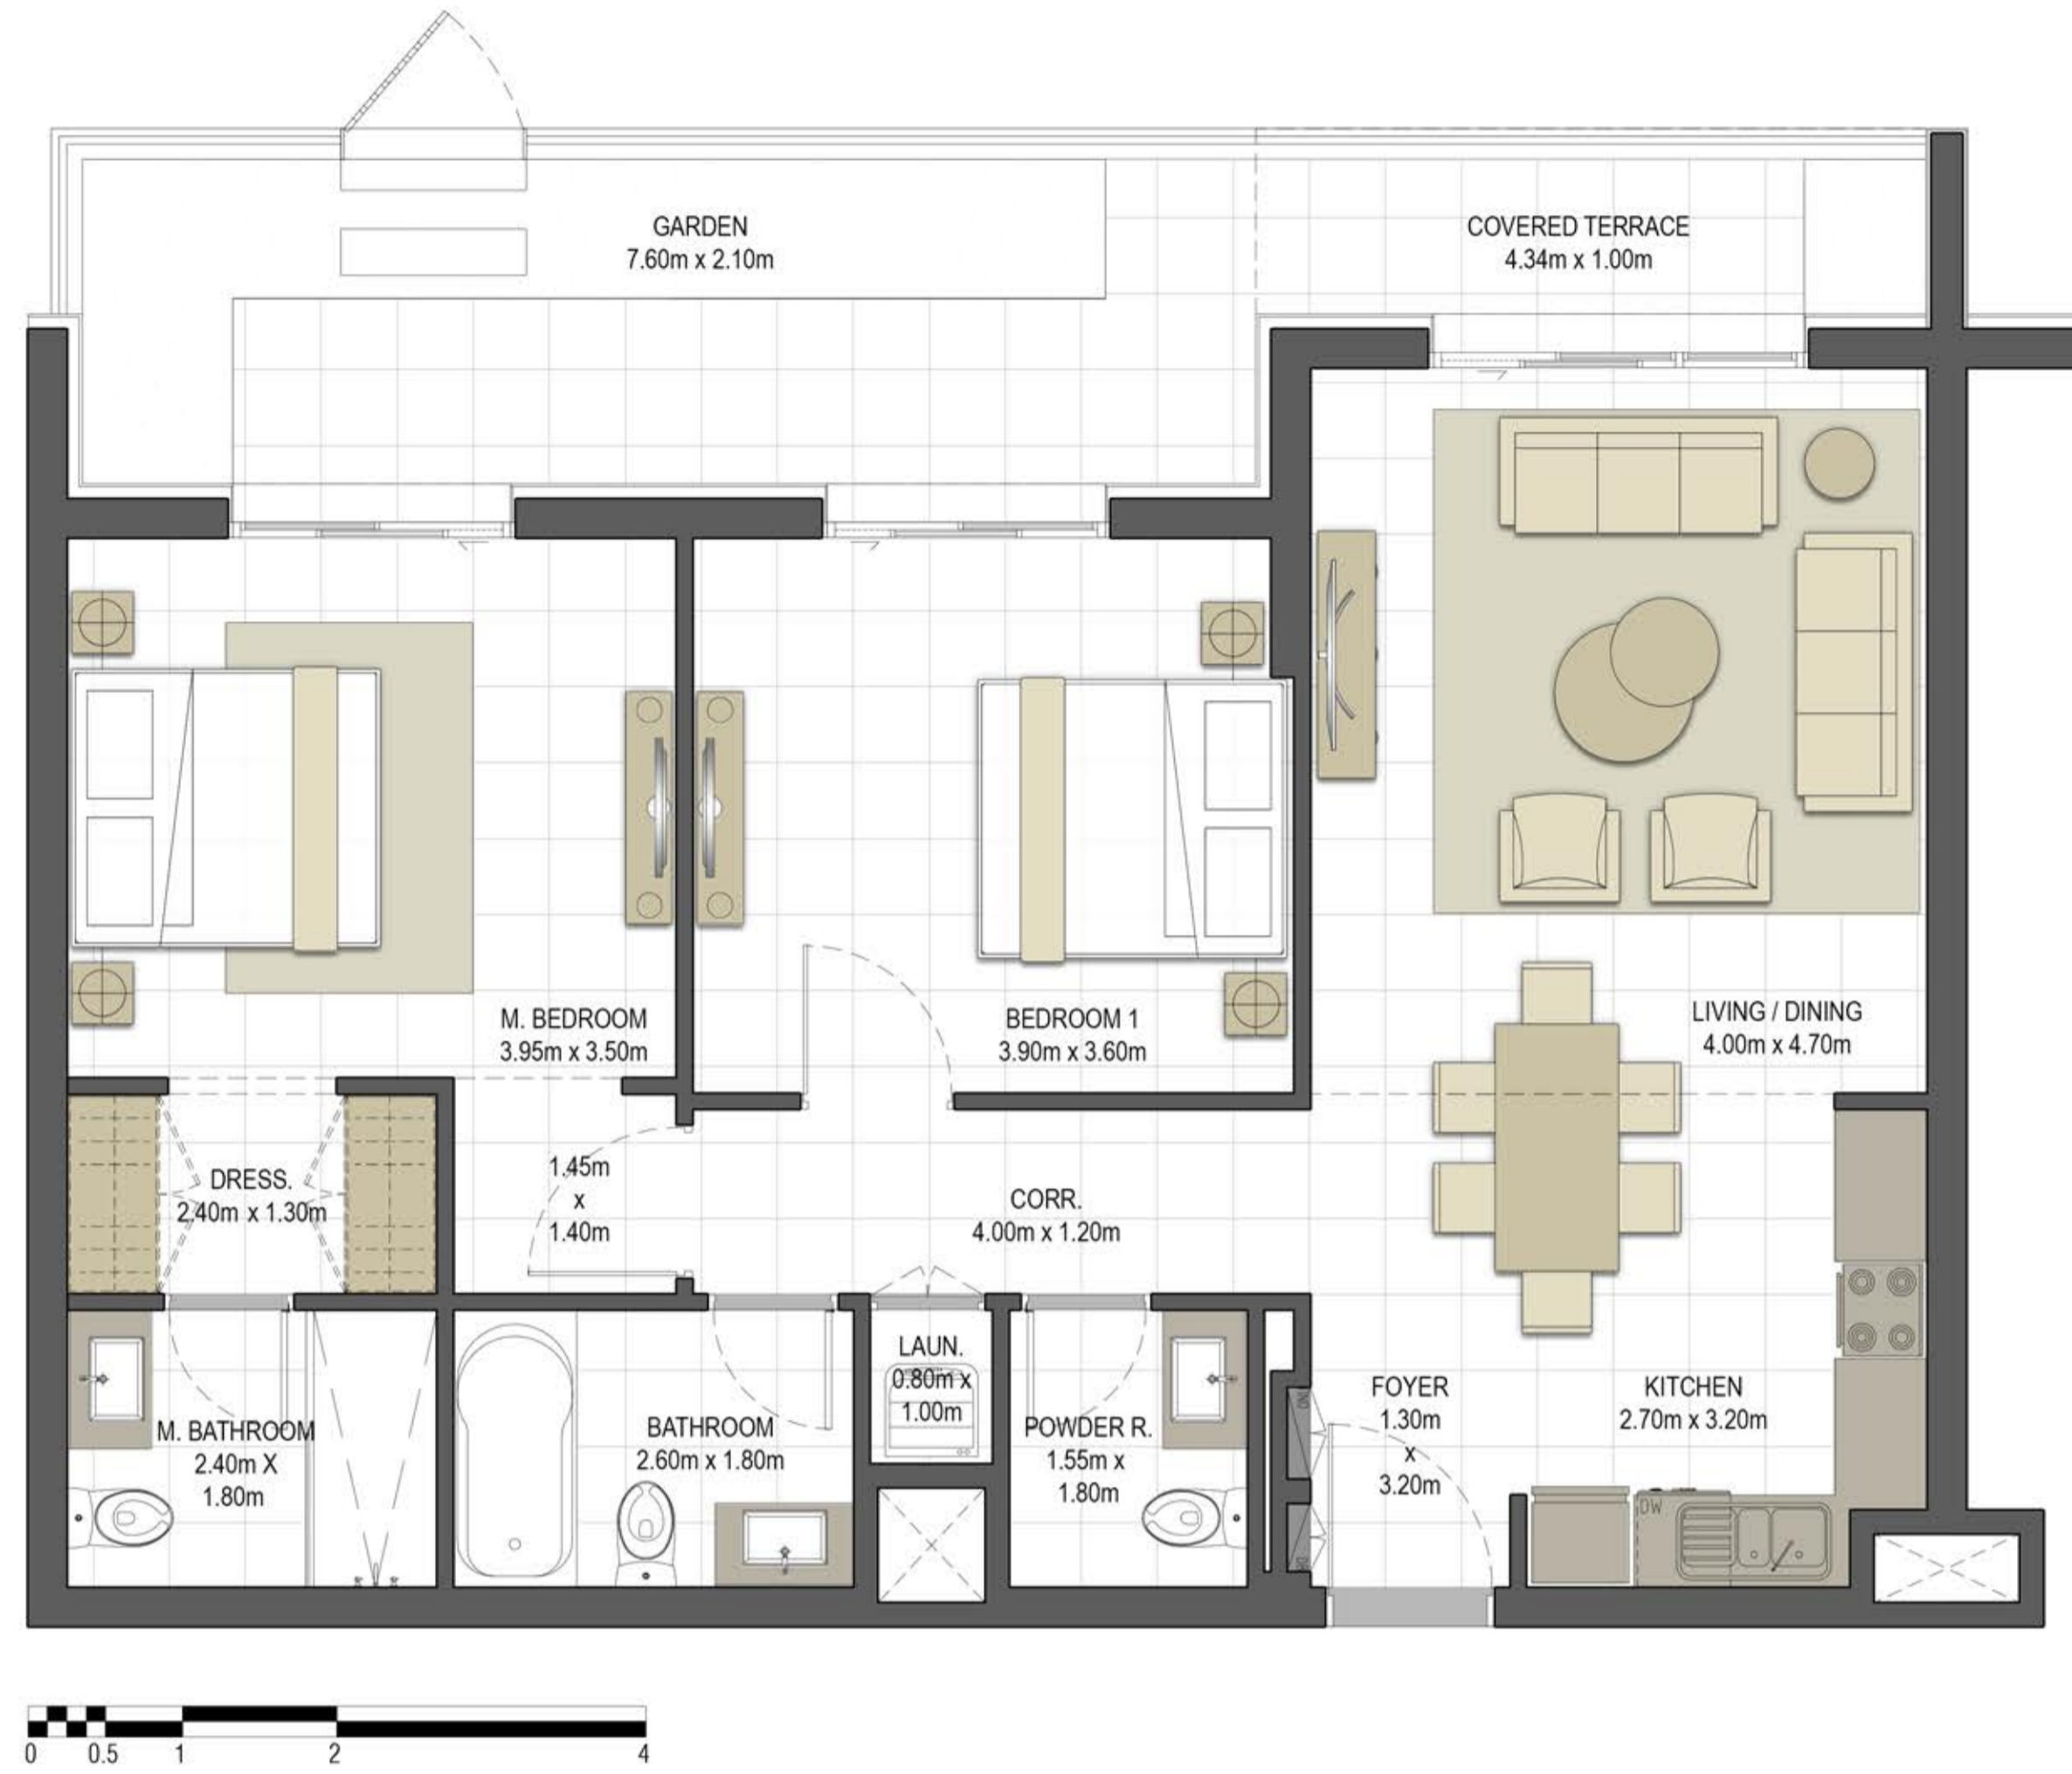 GARDEN
7.60m x 2.10m
COVERED TERRACE
4.34m x 1.00m
M. BEDROOM
3.95m x 3.50m
BEDROOM 1
3.90m x 3.60m
LIVING / DINING
4.00m x 4.70m
DRESS.
2.40m x 1.30m
1.45m
x
1.40m
CORR.
4.00m x 1.20m
M. BATHROOM
2.40m X
1.80m
BATHROOM
2.60m x 1.80m
LAUN.
0.80m x
1.00m
POWDER R.
1.55m x
1.80m
FOYER
1.30m
x
3.20m
KITCHEN
2.70m x 3.20m
DW
0 0.5 1 2 4